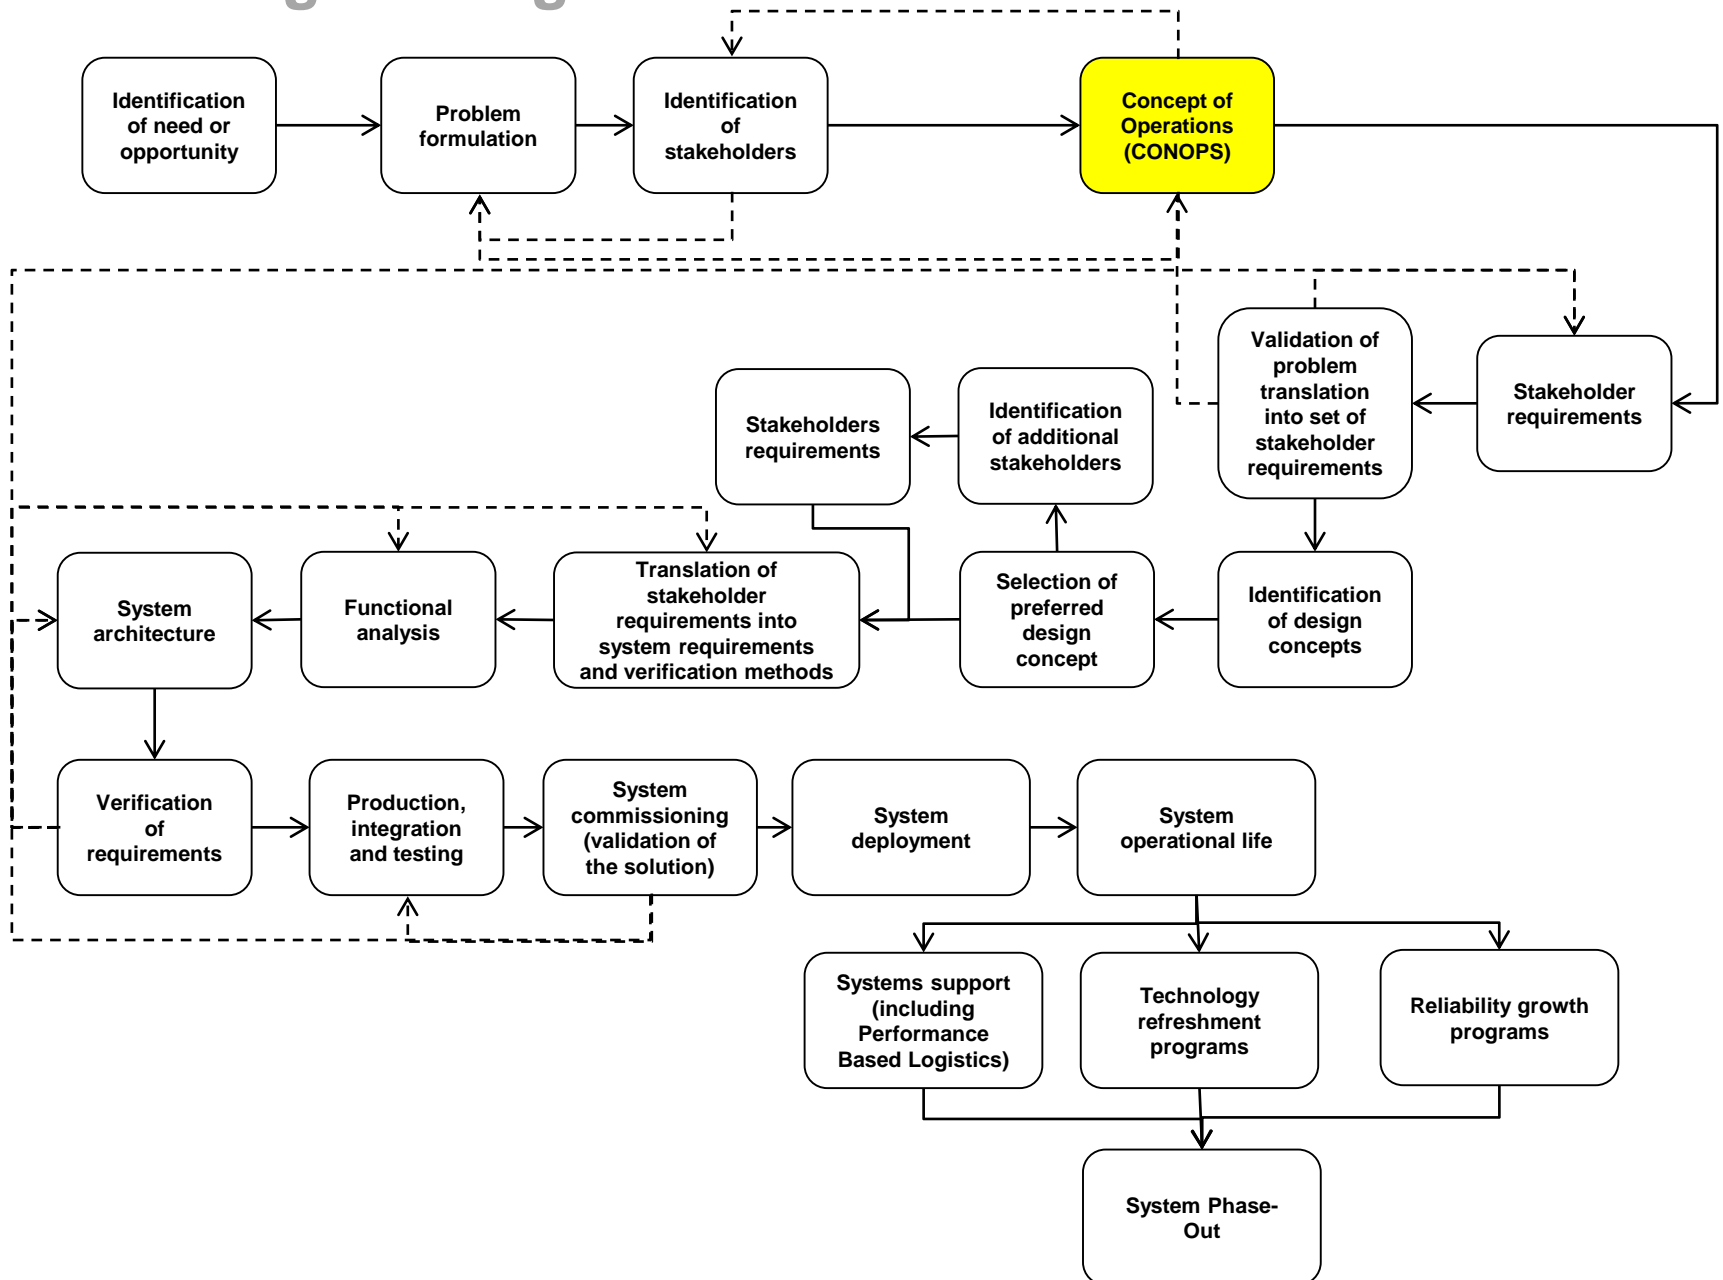 Identification
of need or
opportunity
Problem
formulation
Identification
of
stakeholders
Concept of
Operations
(CONOPS)
Validation of
problem
translation
into set of
stakeholder
requirements
Stakeholder
requirements
Stakeholders
requirements
Identification
of additional
stakeholders
System
architecture
Functional
analysis
Translation of
stakeholder
requirements into
system requirements
and verification methods
Selection of
preferred
design
concept
Identification
of design
concepts
Verification
of
requirements
Production,
integration
and testing
System
commissioning
(validation of
the solution)
System
deployment
System
operational life
Systems support
(including
Performance
Based Logistics)
Technology
refreshment
programs
Reliability growth
programs
System Phase-
Out